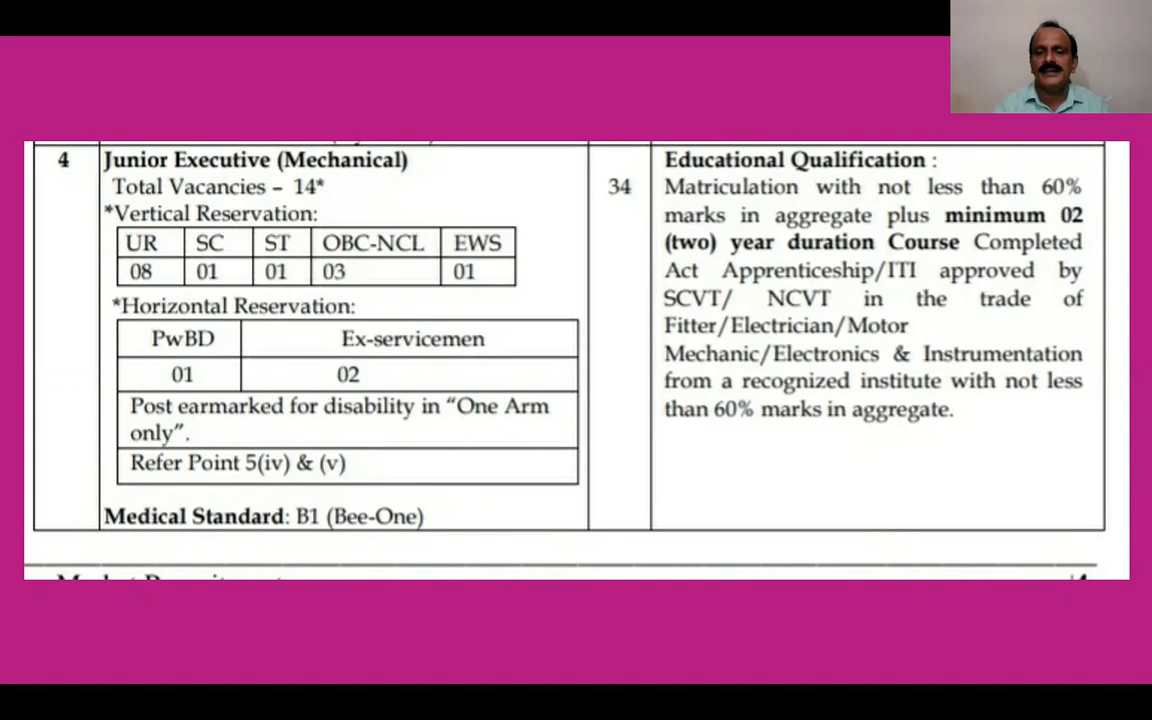 4 Junior Executive (Mechanical)
Total Vacancies – 14*
*Vertical Reservation:
UR SC ST OBC-NCL EWS
08 01 01 03 01
*Horizontal Reservation:
PwBD Ex-servicemen
01 02
Post earmarked for disability in “One Arm
only”.
Refer Point 5(iv) & (v)
Medical Standard: B1 (Bee-One)
34
Educational Qualification :
Matriculation with not less than 60%
marks in aggregate plus minimum 02
(two) year duration Course Completed
Act Apprenticeship/ITI approved by
SCVT/ NCVT in the trade of
Fitter/Electrician/Motor
Mechanic/Electronics & Instrumentation
from a recognized institute with not less
than 60% marks in aggregate.